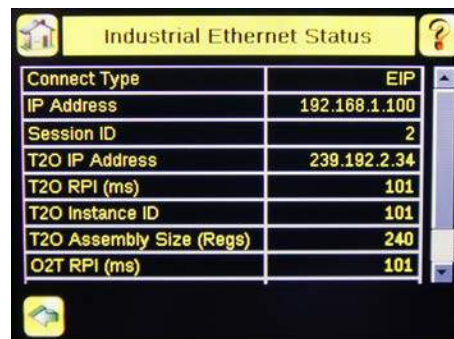 Industrial Ethernet Status
?
Connect Type EIP
IP Address 192.168.1.100
Session ID 2
T2O IP Address 239.192.2.34
T2O RPI (ms) 101
T2O Instance ID 101
T2O Assembly Size (Regs) 240
O2T RPI (ms) 101